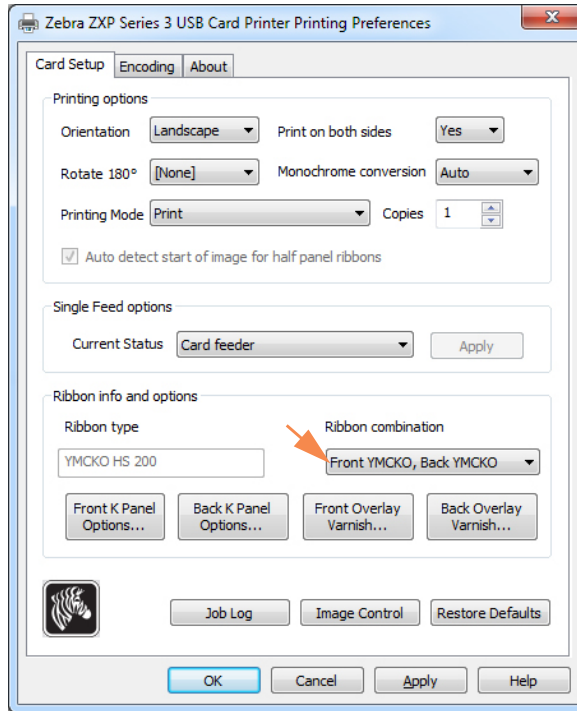 Zebra ZXP Series 3 USB Card Printer Printing Preferences
Card Setup Encoding About
Printing options
Orientation Landscape Print on both sides Yes
Rotate 180° [None] Monochrome conversion Auto
Printing Mode Print Copies 1
Auto detect start of image for half panel ribbons
Single Feed options
Current Status Card feeder Apply
Ribbon info and options
Ribbon type Ribbon combination
YMCKO HS 200 Front YMCKO, Back YMCKO
Front K Panel Back K Panel Front Overlay Back Overlay
Options... Options... Varnish... Varnish...
Job Log Image Control Restore Defaults
OK Cancel Apply Help